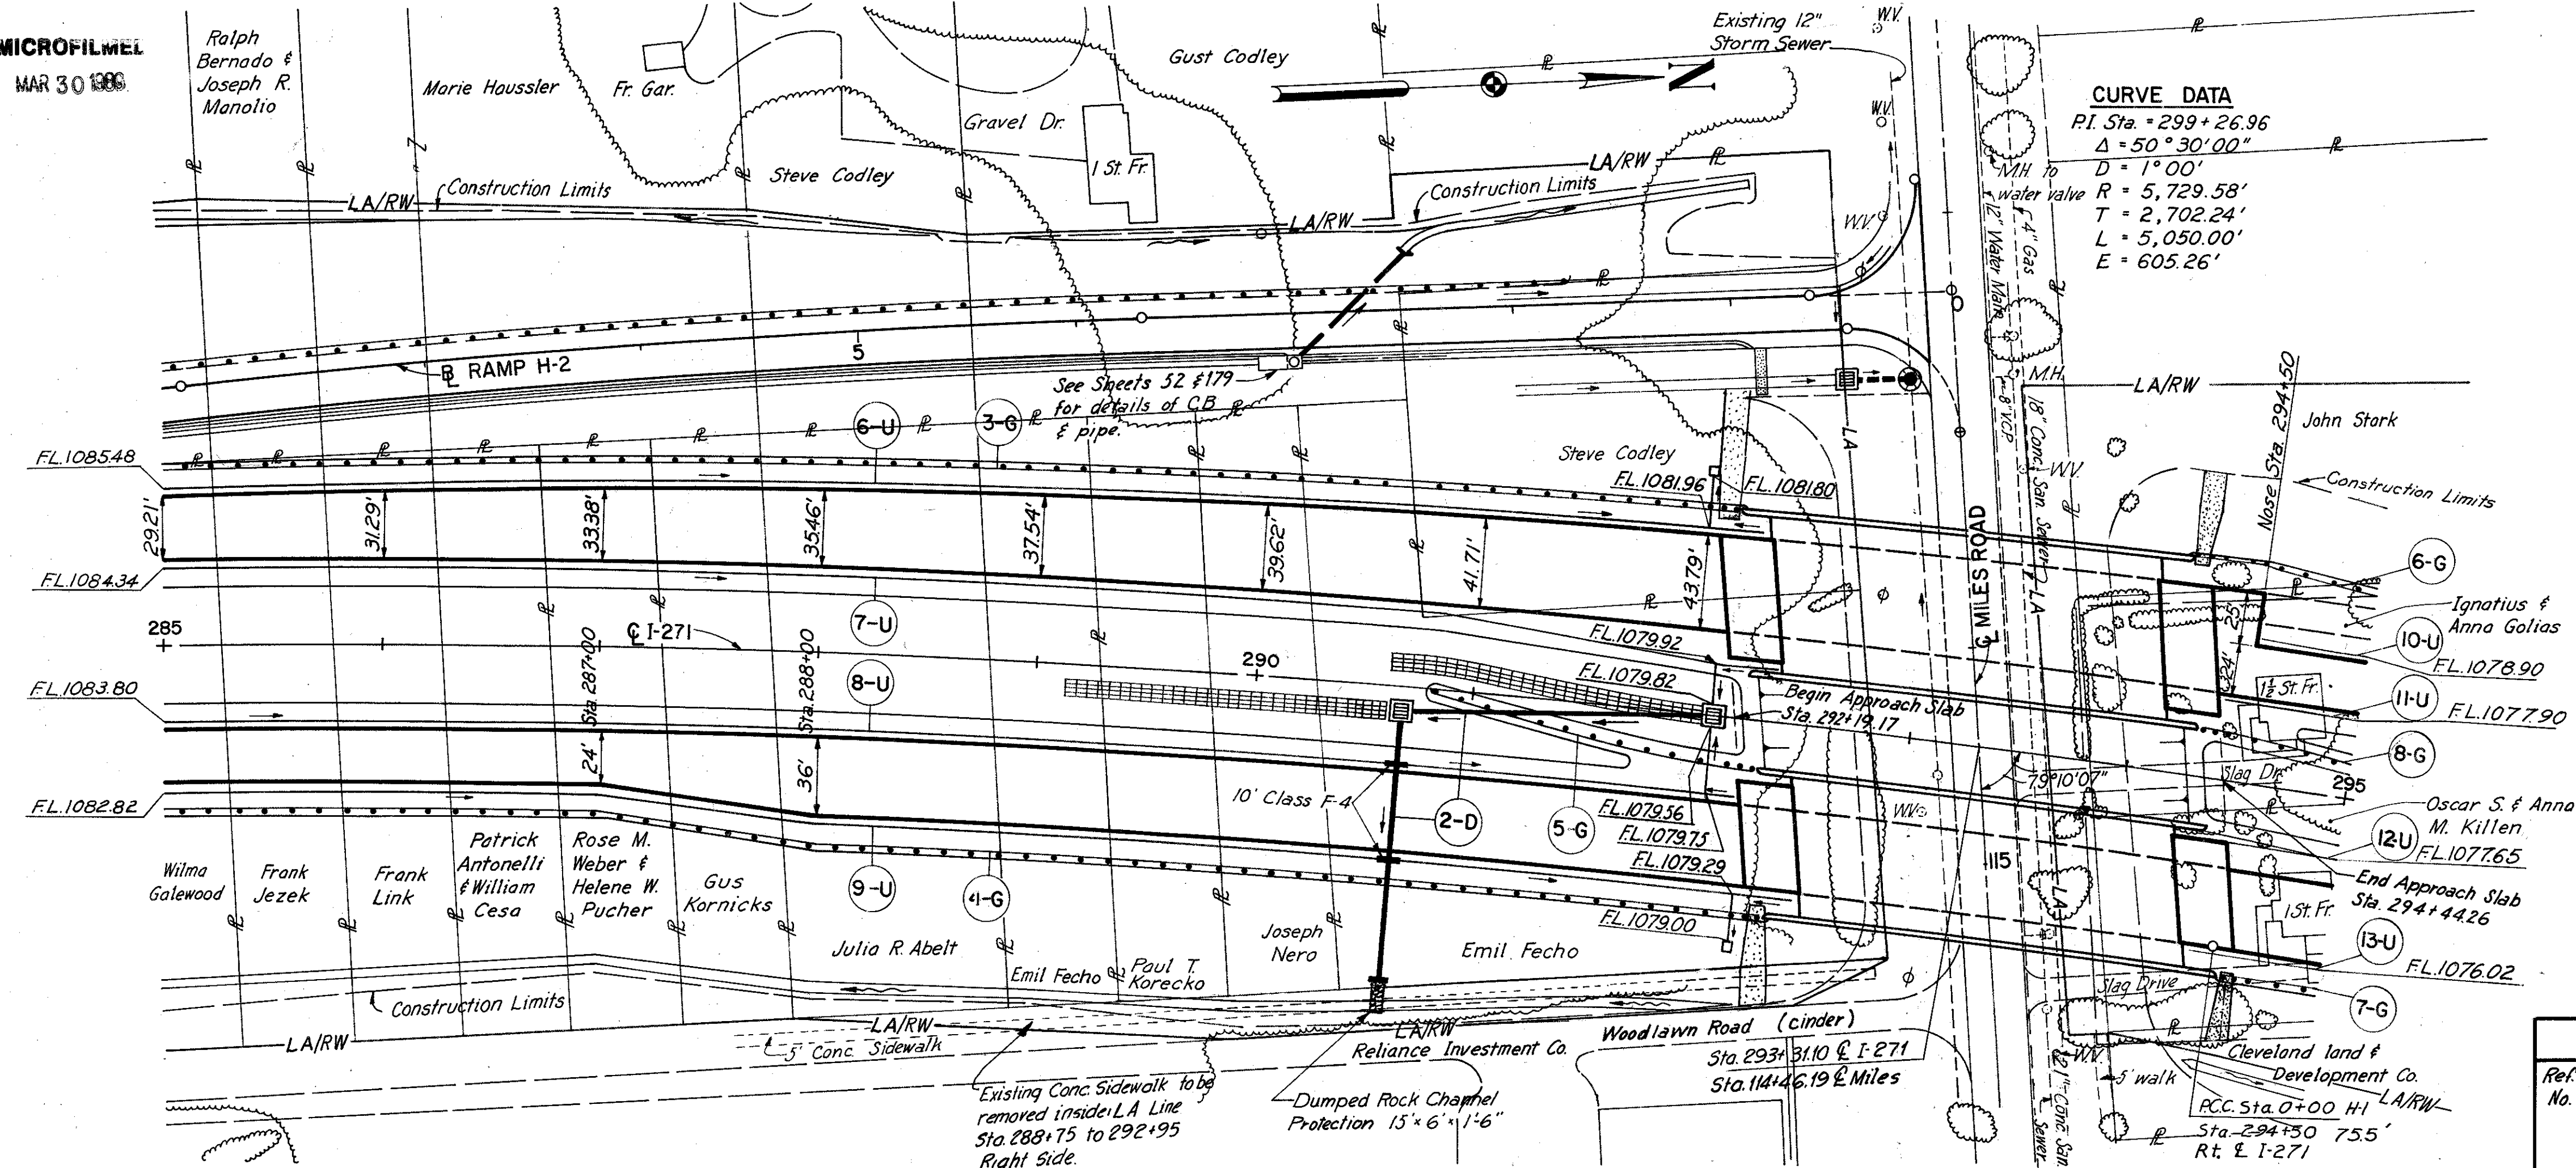 MICROFILMED
MAR 30 1989
Ralph
Bernado &
Joseph R.
Manolio
Marie Haussler
Fr. Gar.
Gust Codley
Existing 12"
Storm Sewer
W.V.
N
Gravel Dr.
1 St. Fr.
Steve Codley
Construction Limits
LA/RW
LA/RW
Construction Limits
LA/RW
W.V.
W.V.
CURVE DATA
P.I. Sta. = 299+26.96
Δ = 50°30'00"
D = 1°00'
R = 5,729.58'
T = 2,702.24'
L = 5,050.00'
E = 605.26'
M.H. to
water valve
12" Water Main
4" Gas
℄ RAMP H-2
5
See Sheets 52 & 179
for details of C.B.
& pipe.
6-U
3-G
M.H.
8" V.C.P.
18" Conc. San. Sewer
W.V.
LA/RW
John Stark
Nose Sta. 294+50
Construction Limits
Steve Codley
LA
F.L. 1085.48
F.L. 1081.96
F.L. 1081.80
29.21'
31.29'
33.38'
35.46'
37.54'
39.62'
41.71'
43.79'
F.L. 1084.34
7-U
℄ MILES ROAD
LA
6-G
Ignatius &
Anna Golias
10-U
F.L. 1078.90
25'
24'
1½ St. Fr.
11-U
F.L. 1077.90
8-G
285
℄ I-271
Sta. 287+00
Sta. 288+00
290
F.L. 1079.92
F.L. 1079.82
Begin Approach Slab
Sta. 292+19.17
F.L. 1083.80
8-U
24'
36'
10' Class F-4
2-D
5-G
F.L. 1079.56
F.L. 1079.75
F.L. 1079.29
W.V.
79°10'07"
Slag Dr.
295
Oscar S. & Anna
M. Killen
12-U
F.L. 1077.65
115
End Approach Slab
Sta. 294+44.26
1 St. Fr.
F.L. 1082.82
9-U
4-G
Wilma
Galewood
Frank
Jezek
Frank
Link
Patrick
Antonelli
& William
Cesa
Rose M.
Weber &
Helene W.
Pucher
Gus
Kornicks
Julia R. Abelt
Emil Fecho
Paul T.
Korecko
Joseph
Nero
Emil Fecho
F.L. 1079.00
LA
13-U
F.L. 1076.02
7-G
Slag Drive
Construction Limits
LA/RW
LA/RW
5' Conc. Sidewalk
LA/RW
Reliance Investment Co.
Woodlawn Road (cinder)
Sta. 293+31.10 ℄ I-271
Sta. 114+46.19 ℄ Miles
Existing Conc. Sidewalk to be
removed inside LA Line
Sta. 288+75 to 292+95
Right Side.
Dumped Rock Channel
Protection 15' x 6' x 1'-6"
W.V.
12" Conc. San.
Sewer
5' walk
Cleveland land &
Development Co.
LA/RW
P.C.C. Sta. 0+00 H-1
Sta. 294+50 75.5'
Rt. ℄ I-271
Ref.
No.